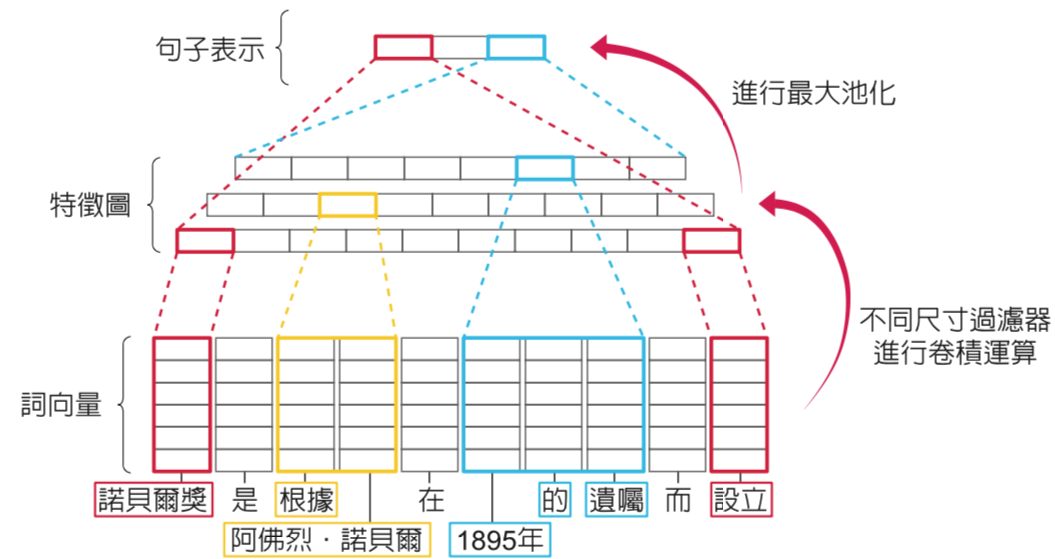 句子表示
進行最大池化
特徵圖
不同尺寸過濾器
進行卷積運算
詞向量
諾貝爾獎 是 根據 在 的 遺囑 而 設立
阿佛烈．諾貝爾 1895年